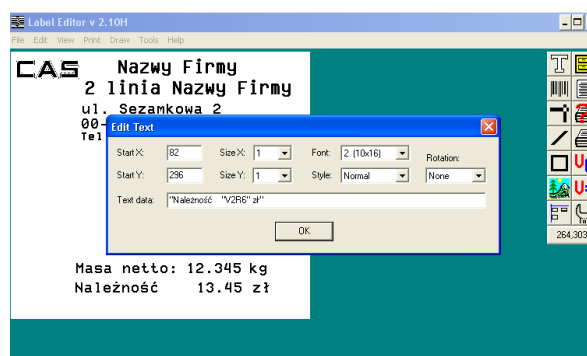 Label Editor v 2.10H
File Edit View Print Draw Tools Help
CAS
Nazwy Firmy
2 linia Nazwy Firmy
ul. Sezamkowa 2
00-
Tel
Edit Text
StartX: 82 Size X: 1 Font: 2 (10x16) Rotation:
Start Y: 296 Size Y: 1 Style: Normal None
Text data: "Należność "V2R6" zł"
OK
Masa netto: 12.345 kg
Należność 13.45 zł
264,303